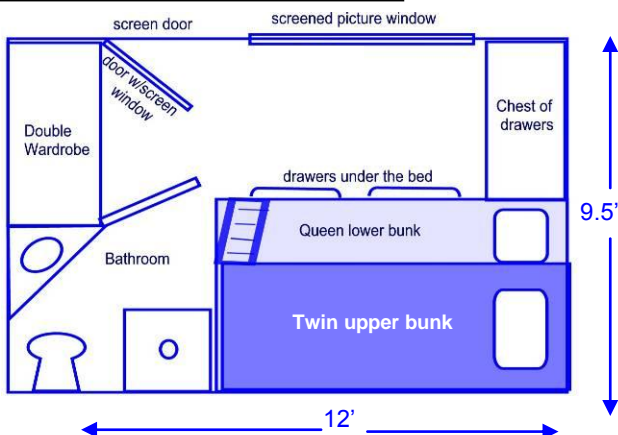 screen door
screened picture window
door w/screen
window
Double
Wardrobe
Chest of
drawers
drawers under the bed
9.5’
Queen lower bunk
Bathroom
Twin upper bunk
12’